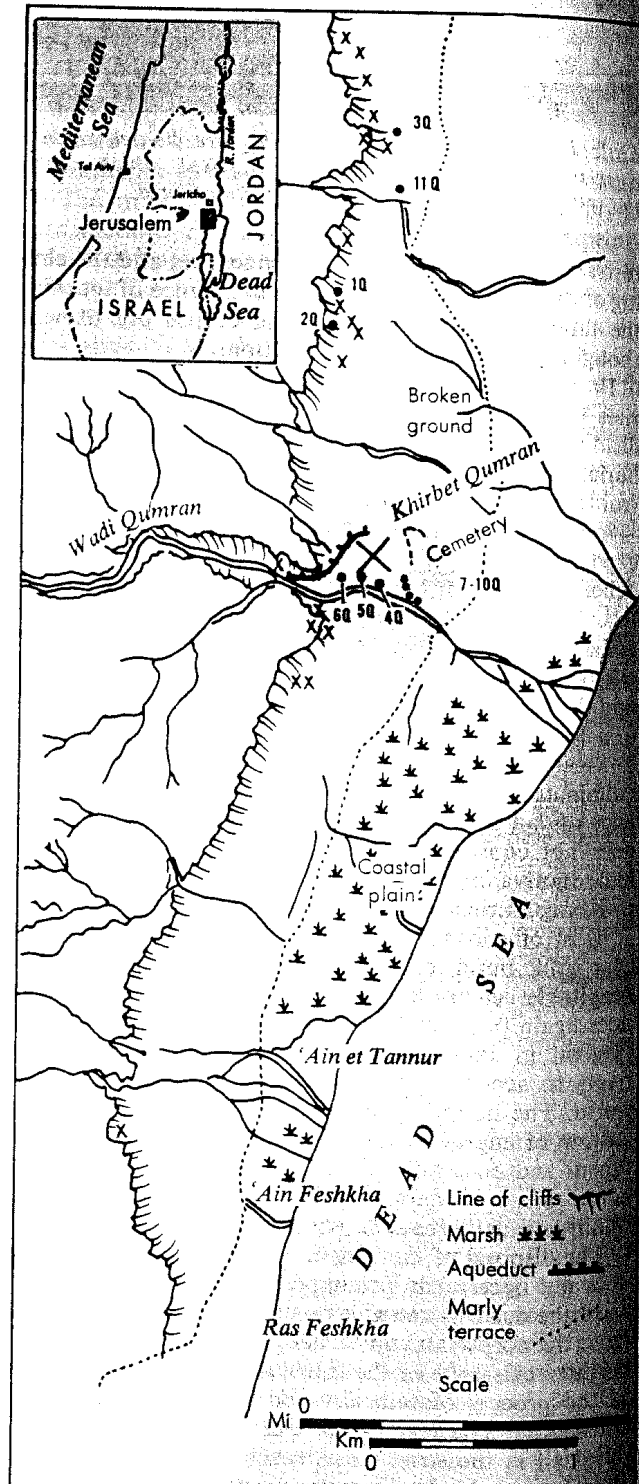 Mediterranean
Sea
Tel Aviv
R. Jordan
JORDAN
Jericho
Jerusalem
Dead
Sea
ISRAEL
3Q
11Q
1Q
2Q
Broken
ground
Khirbet Qumran
Wadi Qumran
Cemetery
7-10Q
6Q
5Q
4Q
Coastal
plain
DEAD SEA
'Ain et Tannur
'Ain Feshkha
Ras Feshkha
Line of cliffs
Marsh
Aqueduct
Marly
terrace
Scale
0
Mi
Km
0